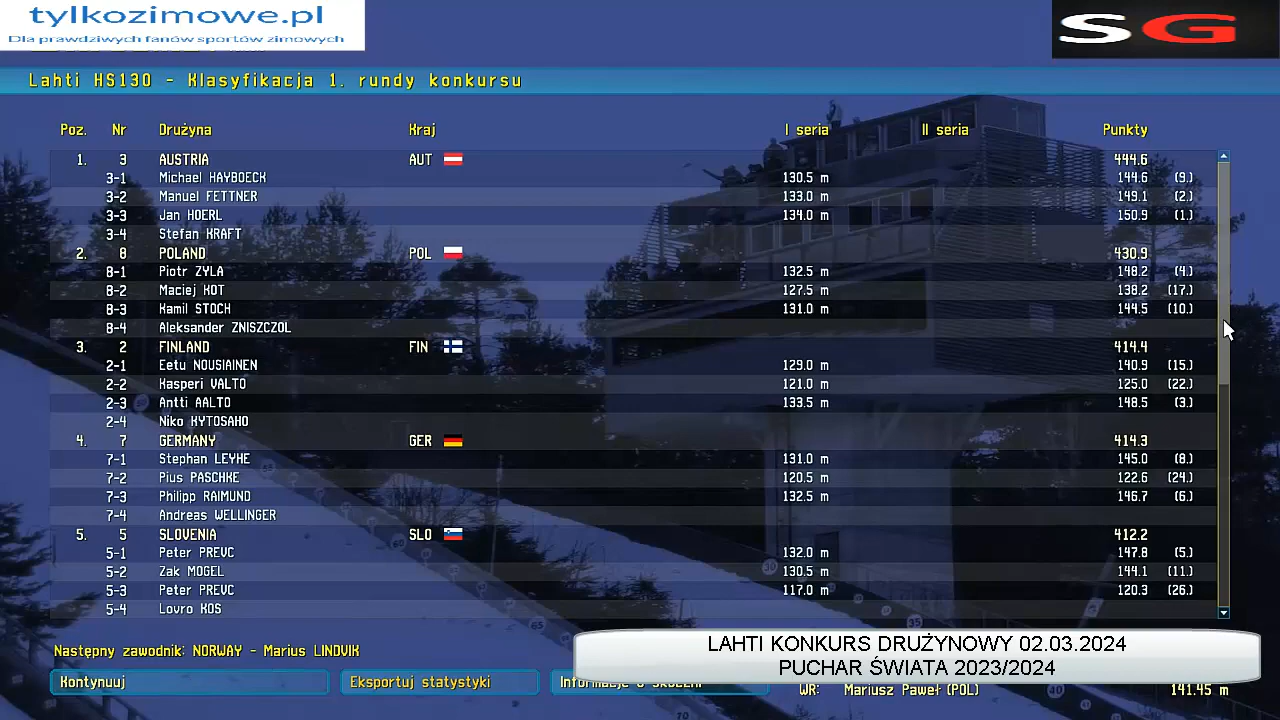 tylkozimowe.pl
Dla prawdziwych fanów sportów zimowych
SG
Lahti HS130 - Klasyfikacja 1. rundy konkursu
Poz. Nr Drużyna Kraj I seria II seria Punkty
1. 3 AUSTRIA AUT 444.6
3-1 Michael HAYBOECK 130.5 m 144.6 (9.)
3-2 Manuel FETTNER 133.0 m 149.1 (2.)
3-3 Jan HOERL 134.0 m 150.9 (1.)
3-4 Stefan KRAFT
2. 8 POLAND POL 430.9
8-1 Piotr ZYLA 132.5 m 148.2 (4.)
8-2 Maciej KOT 127.5 m 138.2 (17.)
8-3 Kamil STOCH 131.0 m 144.5 (10.)
8-4 Aleksander ZNISZCZOL
3. 2 FINLAND FIN 414.4
2-1 Eetu NOUSIAINEN 129.0 m 140.9 (15.)
2-2 Kasperi VALTO 121.0 m 125.0 (22.)
2-3 Antti AALTO 133.5 m 148.5 (3.)
2-4 Niko KYTOSAHO
4. 7 GERMANY GER 414.3
7-1 Stephan LEYHE 131.0 m 145.0 (8.)
7-2 Pius PASCHKE 120.5 m 122.6 (24.)
7-3 Philipp RAIMUND 132.5 m 146.7 (6.)
7-4 Andreas WELLINGER
5. 5 SLOVENIA SLO 412.2
5-1 Peter PREVC 132.0 m 147.8 (5.)
5-2 Zak MOGEL 130.5 m 144.1 (11.)
5-3 Peter PREVC 117.0 m 120.3 (26.)
5-4 Lovro KOS
Następny zawodnik: NORWAY - Marius LINDVIK
LAHTI KONKURS DRUŻYNOWY 02.03.2024
PUCHAR ŚWIATA 2023/2024
Kontynuuj Eksportuj statystyki
WR: Mariusz Paweł (POL) 141.45 m